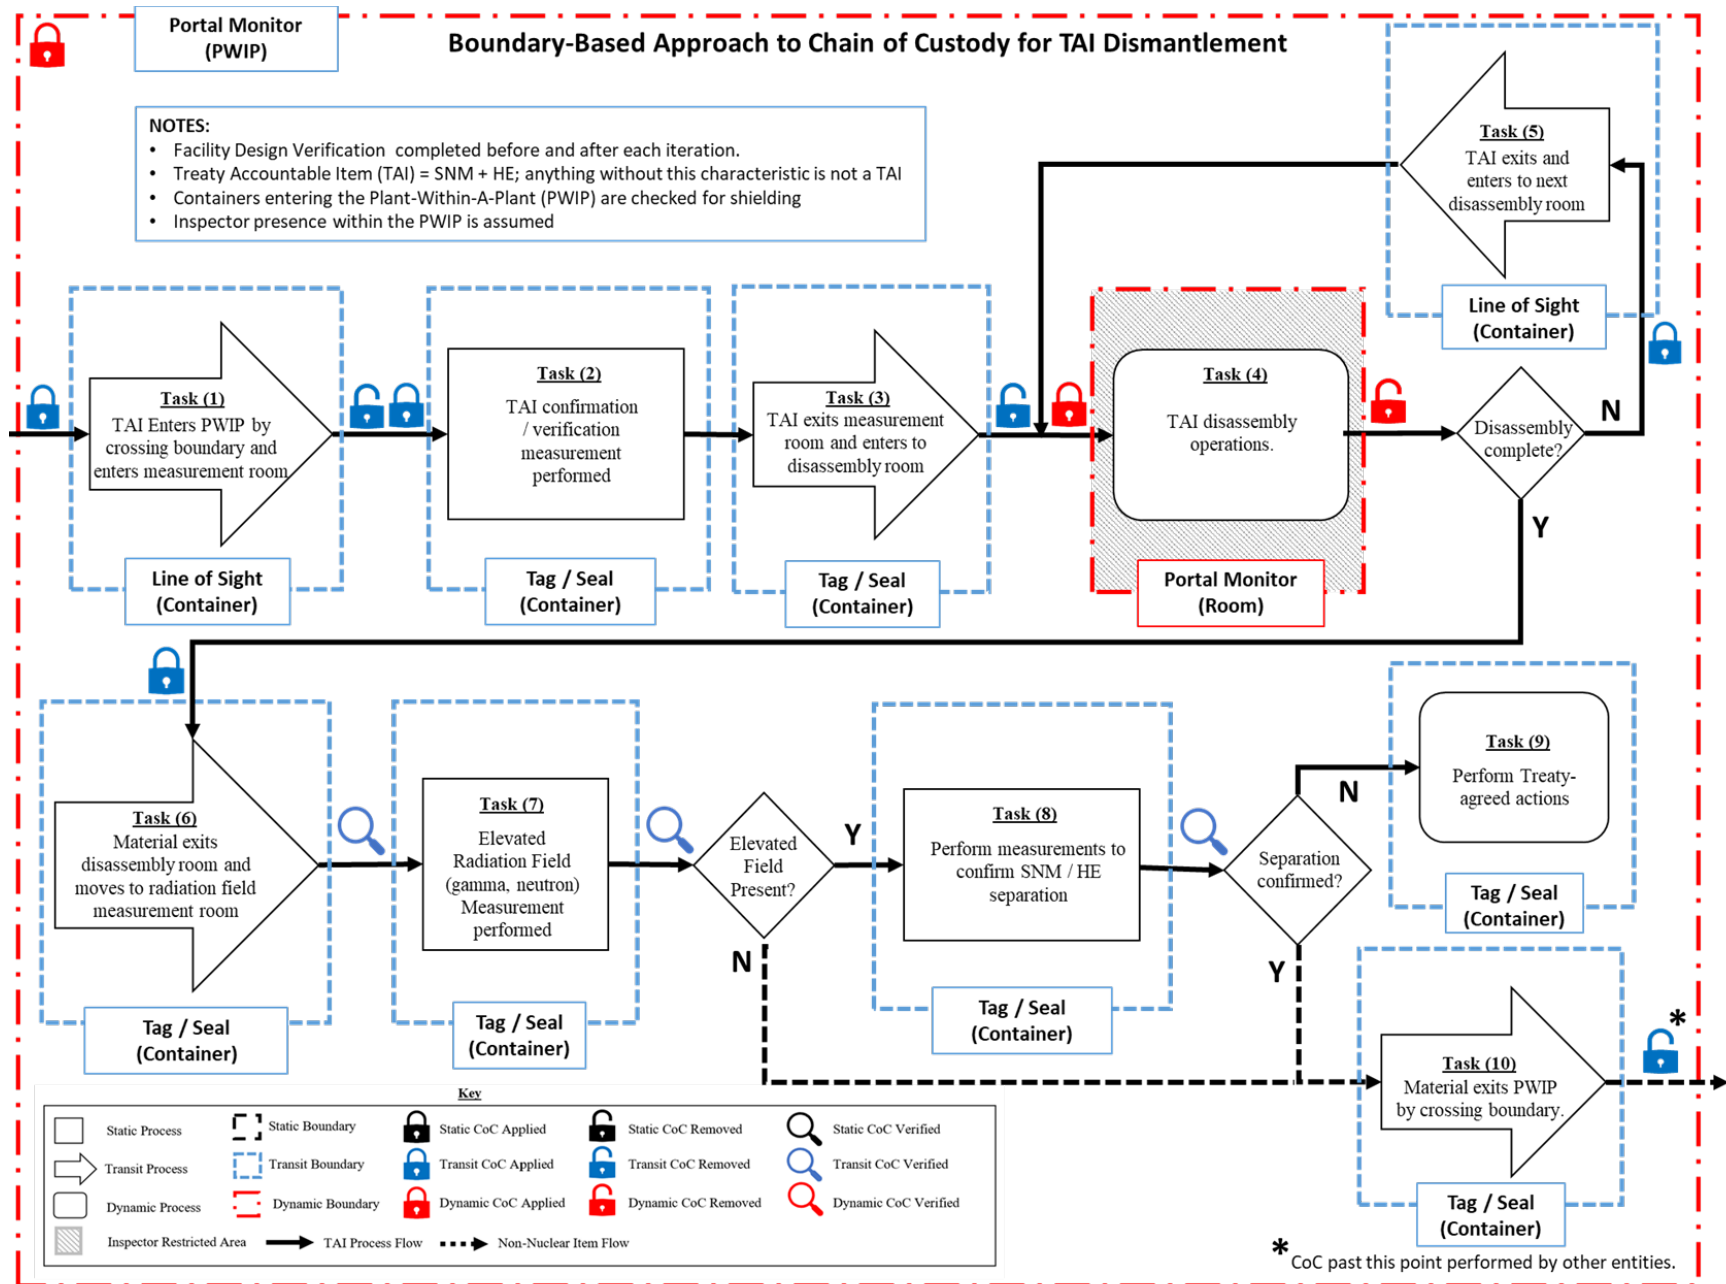 Portal Monitor
(PWIP)
Boundary-Based Approach to Chain of Custody for TAI Dismantlement
NOTES:
• Facility Design Verification completed before and after each iteration.
• Treaty Accountable Item (TAI) = SNM + HE; anything without this characteristic is not a TAI
• Containers entering the Plant-Within-A-Plant (PWIP) are checked for shielding
• Inspector presence within the PWIP is assumed
Task (5)
TAI exits and
enters to next
disassembly room
Line of Sight
(Container)
Task (1)
TAI Enters PWIP by
crossing boundary and
enters measurement room
Line of Sight
(Container)
Task (2)
TAI confirmation
/ verification
measurement
performed
Tag / Seal
(Container)
Task (3)
TAI exits measurement
room and enters to
disassembly room
Tag / Seal
(Container)
Task (4)
TAI disassembly
operations.
Portal Monitor
(Room)
Disassembly
complete?
N
Y
Task (6)
Material exits
disassembly room and
moves to radiation field
measurement room
Tag / Seal
(Container)
Task (7)
Elevated
Radiation Field
(gamma, neutron)
Measurement
performed
Tag / Seal
(Container)
Elevated
Field
Present?
Y
N
Task (8)
Perform measurements to
confirm SNM / HE
separation
Tag / Seal
(Container)
Separation
confirmed?
N
Y
Task (9)
Perform Treaty-
agreed actions
Tag / Seal
(Container)
Task (10)
Material exits PWIP
by crossing boundary.
Tag / Seal
(Container)
*
Key
Static Process
Static Boundary
Static CoC Applied
Static CoC Removed
Static CoC Verified
Transit Process
Transit Boundary
Transit CoC Applied
Transit CoC Removed
Transit CoC Verified
Dynamic Process
Dynamic Boundary
Dynamic CoC Applied
Dynamic CoC Removed
Dynamic CoC Verified
Inspector Restricted Area
TAI Process Flow
Non-Nuclear Item Flow
* CoC past this point performed by other entities.